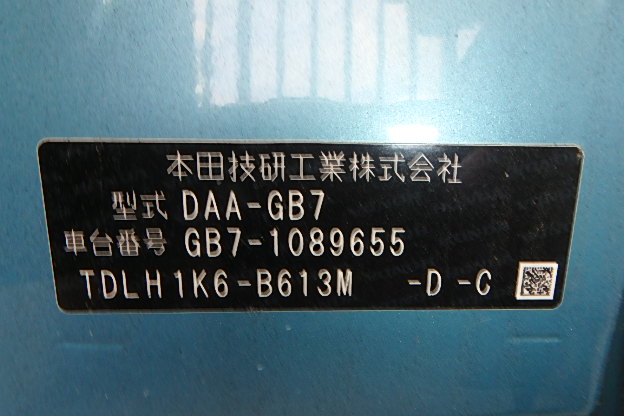 本田技研工業株式会社
型式 DAA-GB7
車台番号 GB7-1089655
TDLH1K6-B613M -D -C